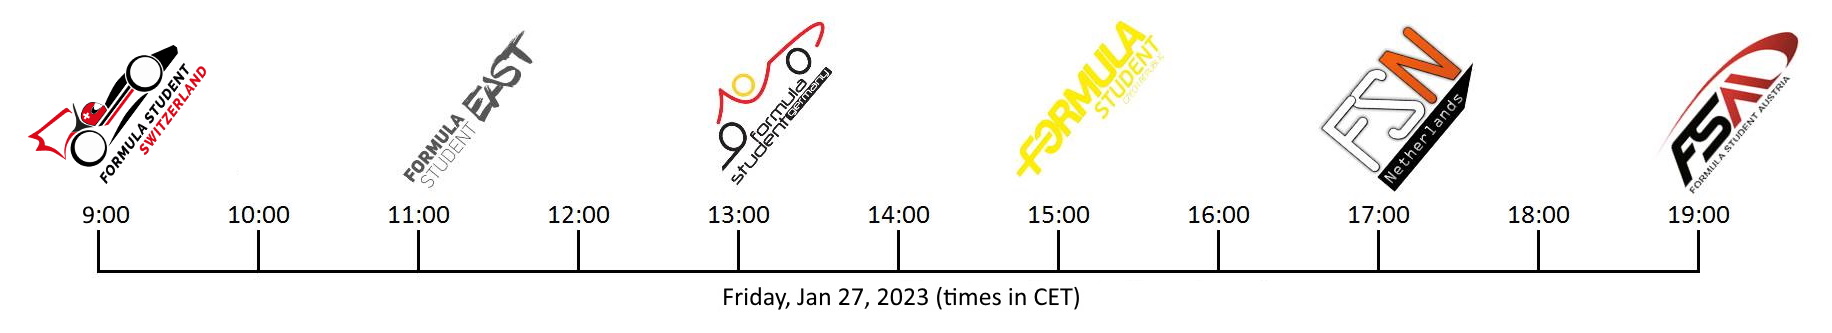 FORMULA STUDENT
SWITZERLAND
FORMULA
STUDENT
EAST
formula
student germany
FORMULA
STUDENT
CZECH REPUBLIC
FSN
Netherlands
FSA
FORMULA STUDENT AUSTRIA
9:00 10:00 11:00 12:00 13:00 14:00 15:00 16:00 17:00 18:00 19:00
Friday, Jan 27, 2023 (times in CET)